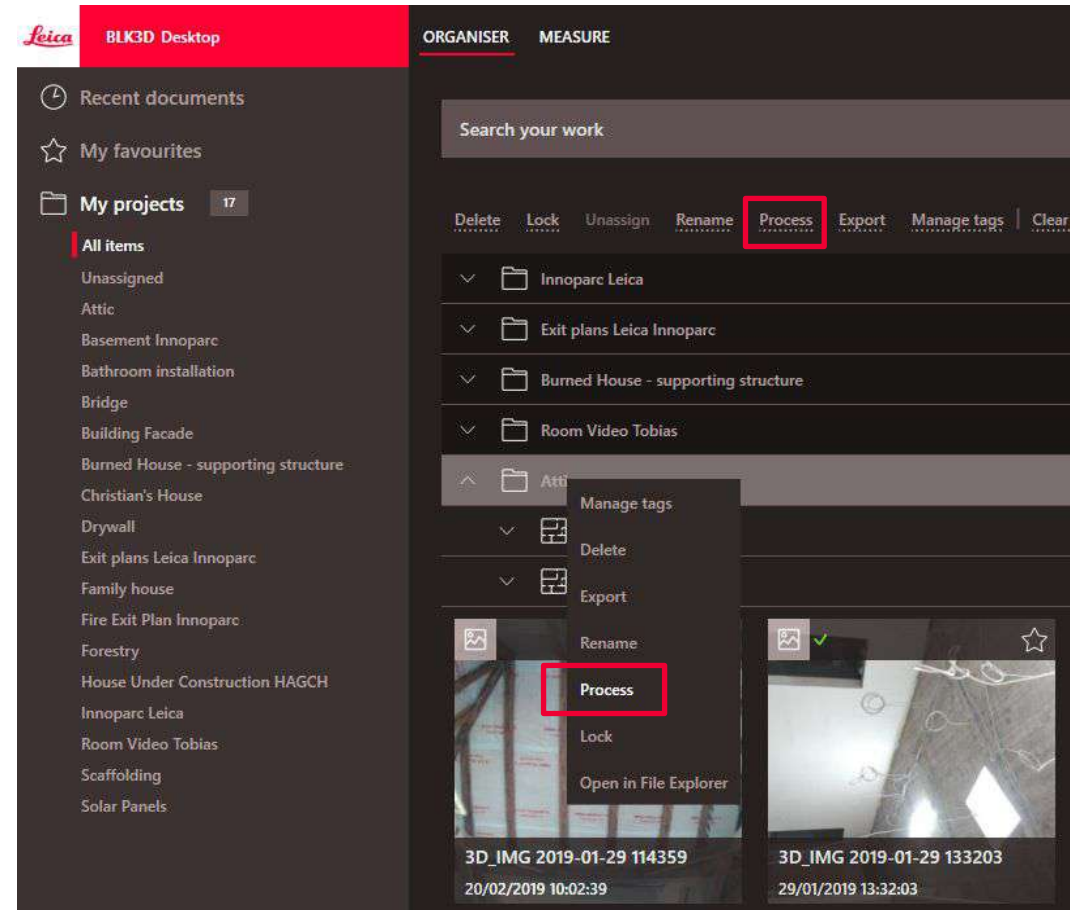 Leica BLK3D Desktop
ORGANISER MEASURE
Recent documents
My favourites
My projects 17
All items
Unassigned
Attic
Basement Innoparc
Bathroom installation
Bridge
Building Facade
Burned House - supporting structure
Christian's House
Drywall
Exit plans Leica Innoparc
Family house
Fire Exit Plan Innoparc
Forestry
House Under Construction HAGCH
Innoparc Leica
Room Video Tobias
Scaffolding
Solar Panels
Search your work
Delete Lock Unassign Rename Process Export Manage tags Clear
Innoparc Leica
Exit plans Leica Innoparc
Burned House - supporting structure
Room Video Tobias
Manage tags
Delete
Export
Rename
Process
Lock
Open in File Explorer
3D_IMG 2019-01-29 114359
20/02/2019 10:02:39
3D_IMG 2019-01-29 133203
29/01/2019 13:32:03